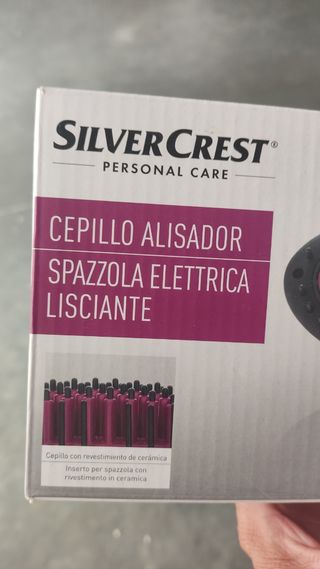 SILVERCREST®
PERSONAL CARE
CEPILLO ALISADOR
SPAZZOLA ELETTRICA
LISCIANTE
Cepillo con revestimiento de cerámica
Inserto per spazzola con
rivestimento in ceramica